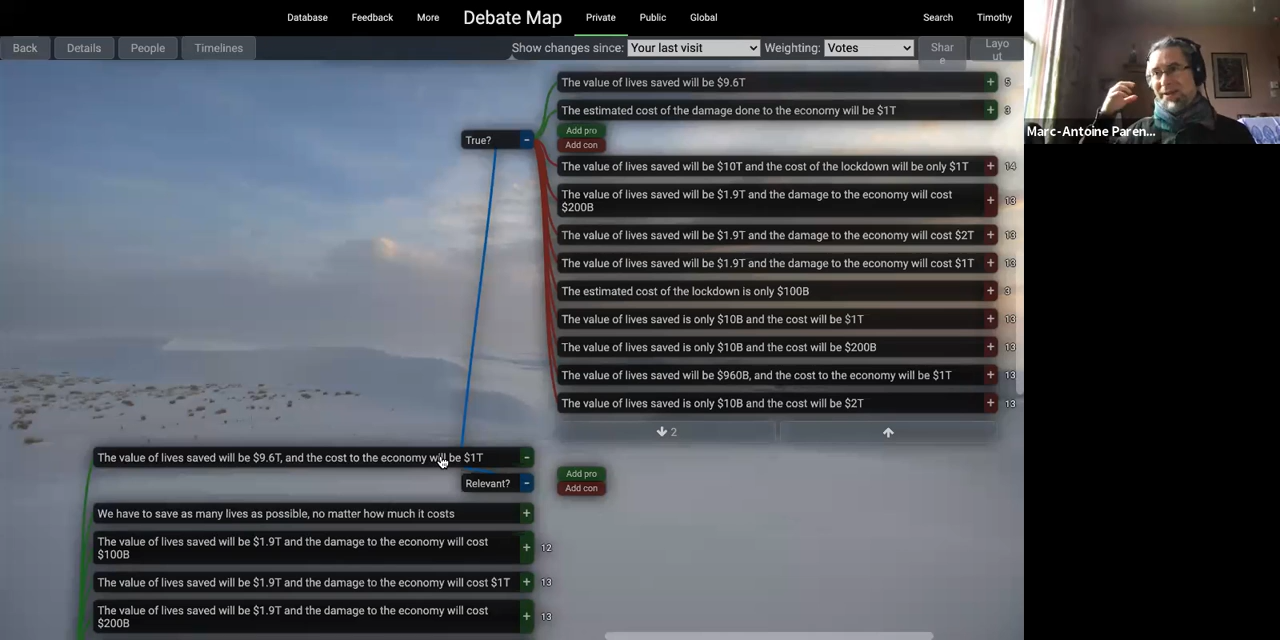 Database
Feedback
More
Debate Map
Private
Public
Global
Search
Timothy
Back
Details
People
Timelines
Show changes since:
Your last visit
Weighting:
Votes
Shar
e
Layo
ut
Marc-Antoine Paren...
The value of lives saved will be $9.6T
+
5
The estimated cost of the damage done to the economy will be $1T
+
3
True?
-
Add pro
Add con
The value of lives saved will be $10T and the cost of the lockdown will be only $1T
+
14
The value of lives saved will be $1.9T and the damage to the economy will cost
$200B
+
13
The value of lives saved will be $1.9T and the damage to the economy will cost $2T
+
13
The value of lives saved will be $1.9T and the damage to the economy will cost $1T
+
13
The estimated cost of the lockdown is only $100B
+
3
The value of lives saved is only $10B and the cost will be $1T
+
13
The value of lives saved is only $10B and the cost will be $200B
+
13
The value of lives saved will be $960B, and the cost to the economy will be $1T
+
13
The value of lives saved is only $10B and the cost will be $2T
+
13
2
The value of lives saved will be $9.6T, and the cost to the economy will be $1T
-
Relevant?
-
Add pro
Add con
We have to save as many lives as possible, no matter how much it costs
+
The value of lives saved will be $1.9T and the damage to the economy will cost
$100B
+
12
The value of lives saved will be $1.9T and the damage to the economy will cost $1T
+
13
The value of lives saved will be $1.9T and the damage to the economy will cost
$200B
+
13